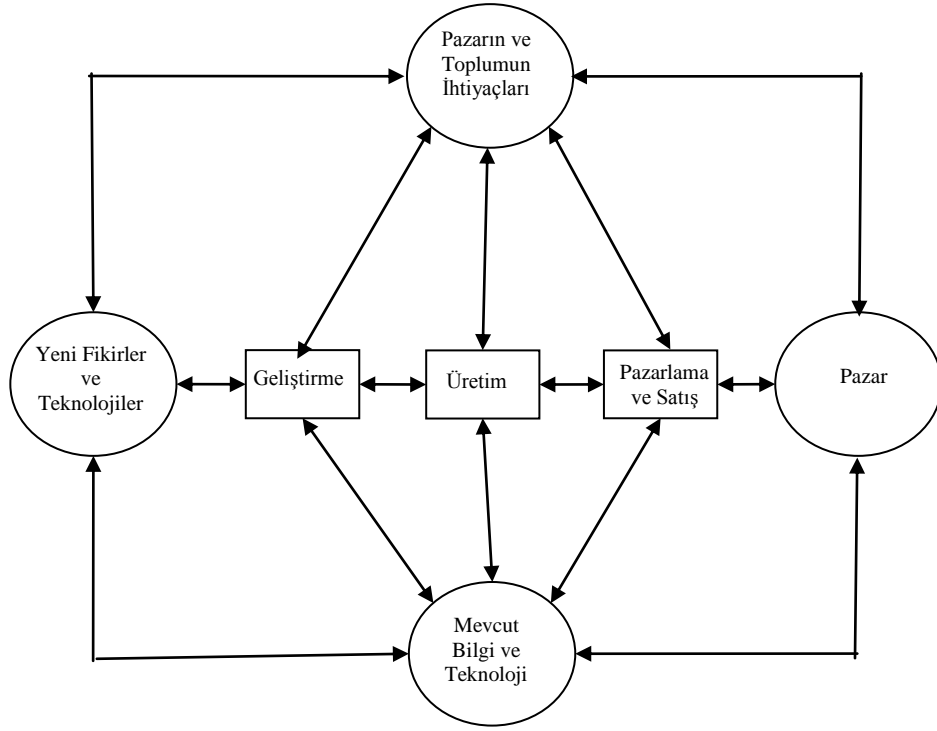 Pazarın ve
Toplumun
İhtiyaçları
Yeni Fikirler
ve
Teknolojiler
Geliştirme
Üretim
Pazarlama
ve Satış
Pazar
Mevcut
Bilgi ve
Teknoloji